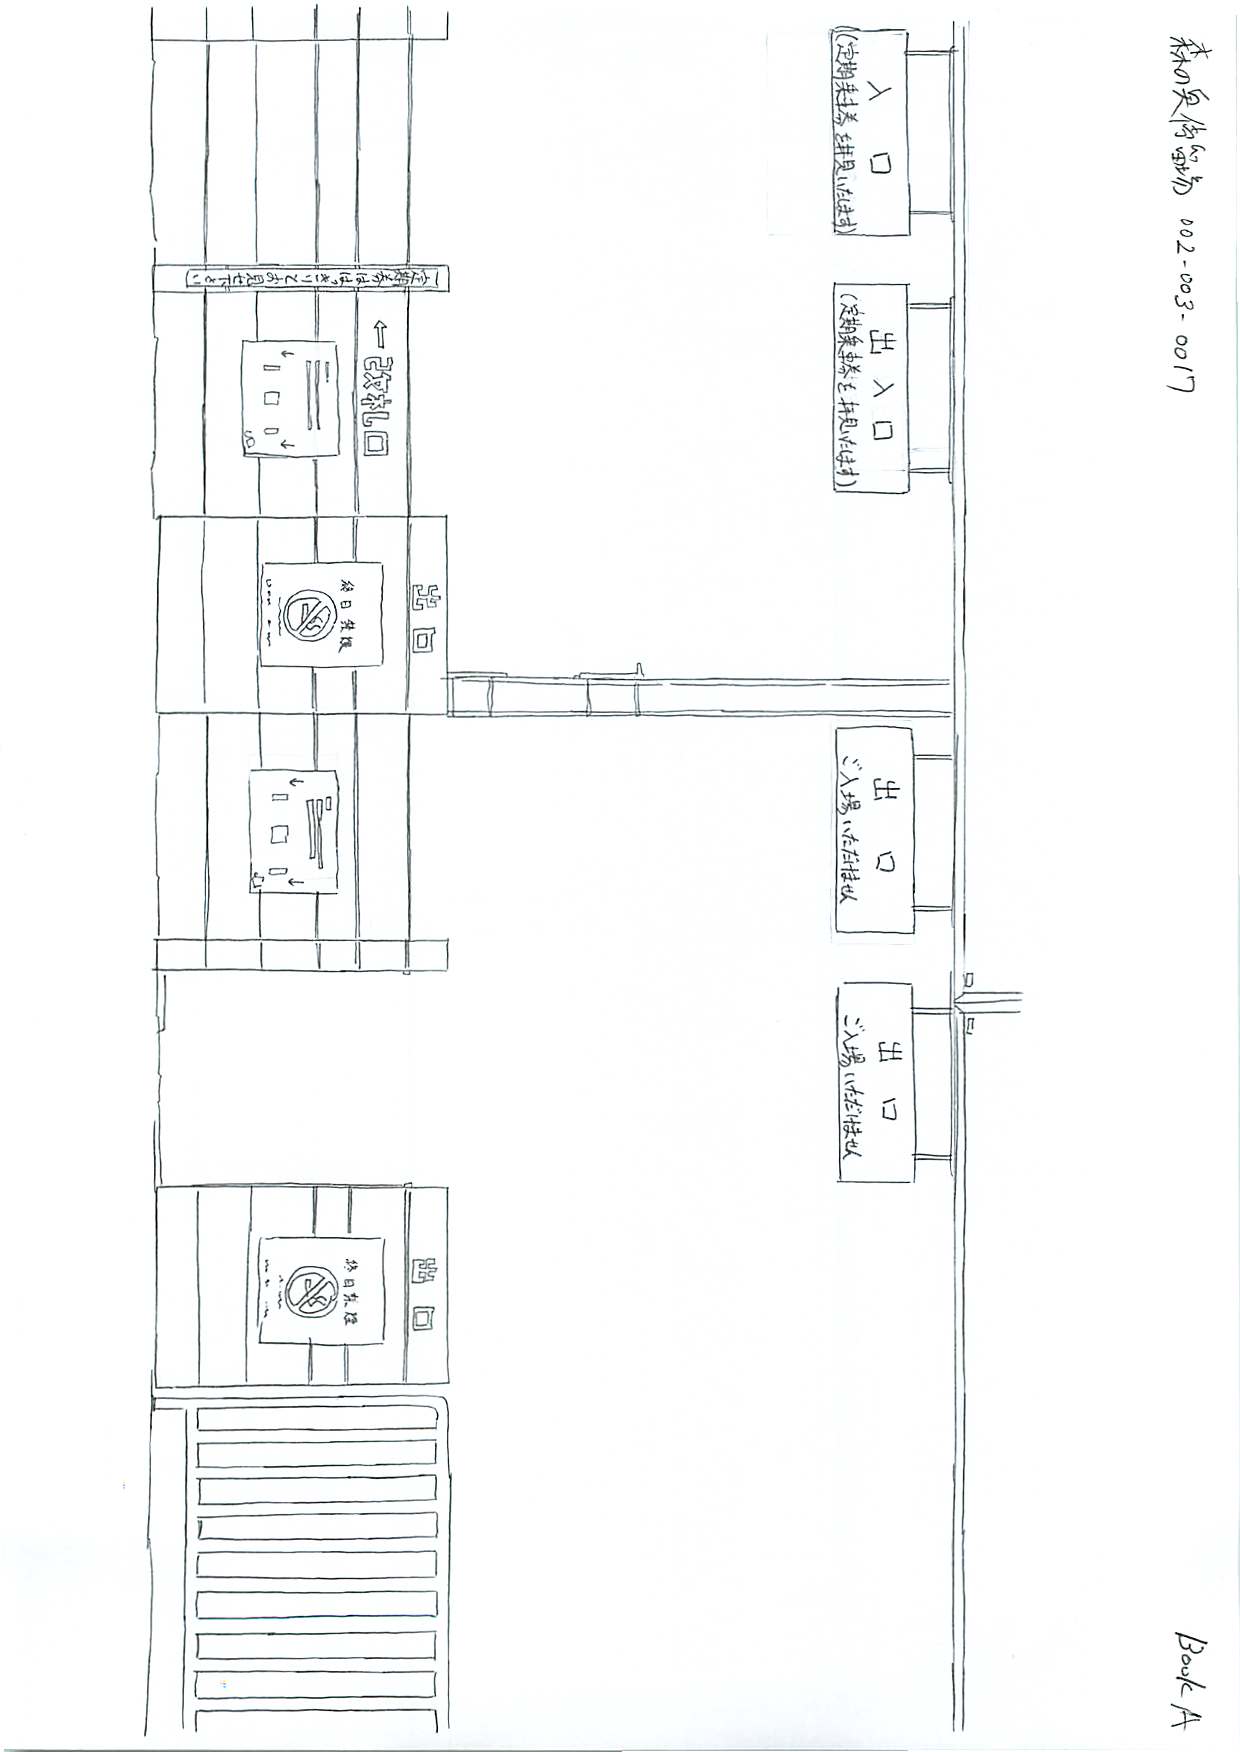 森の奥停留場 002-003-0017
Book A
入口
(定期乗車券を拝見いたします)
出入口
(定期乗車券を拝見いたします)
出口
ご入場いただけません
出口
ご入場いただけません
定期券ははっきりとお見せ下さい
←改札口
出口
終日禁煙
出口
終日禁煙